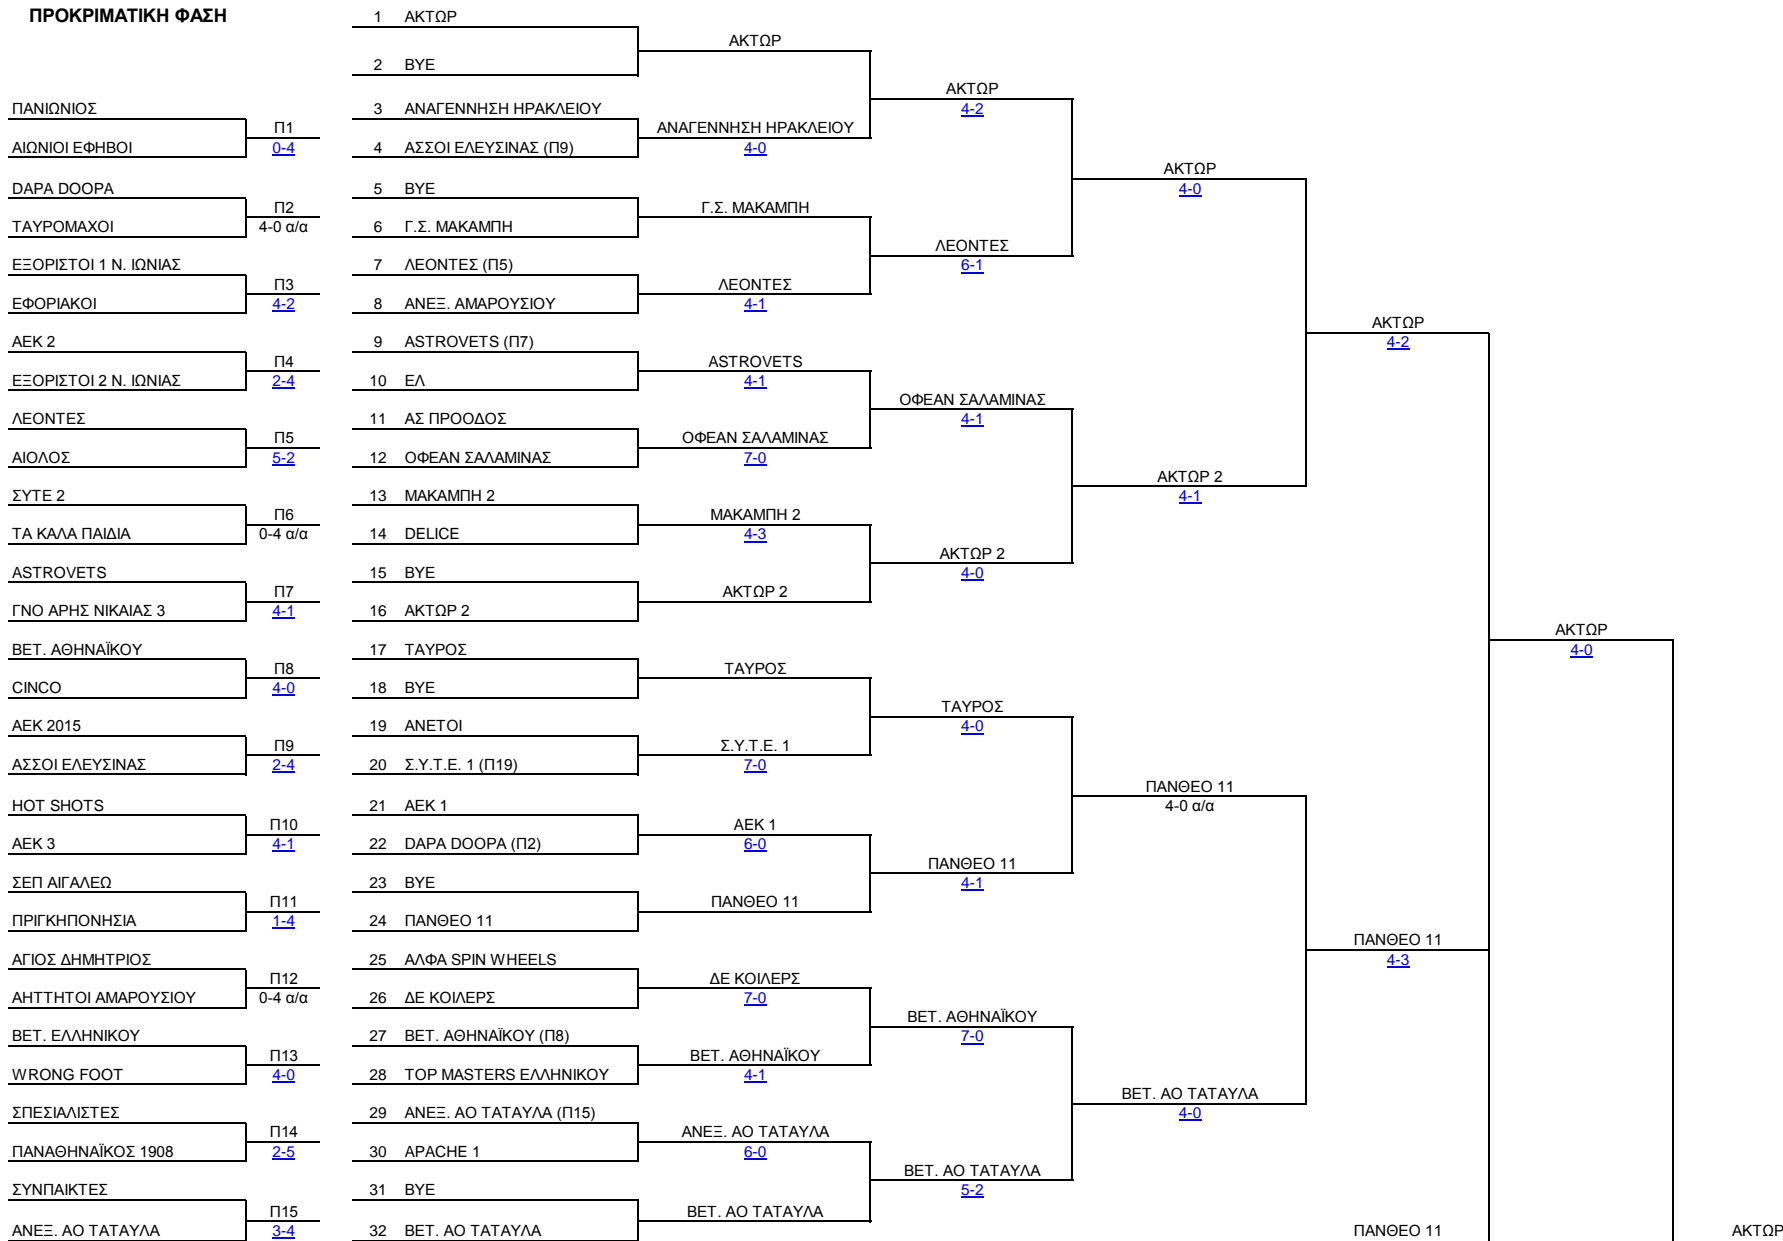 ΠΡΟΚΡΙΜΑΤΙΚΗ ΦΑΣΗ
ΠΑΝΙΩΝΙΟΣ
Π1
ΑΙΩΝΙΟΙ ΕΦΗΒΟΙ
0-4
DAPA DOOPA
Π2
ΤΑΥΡΟΜΑΧΟΙ
4-0 α/α
ΕΞΟΡΙΣΤΟΙ 1 Ν. ΙΩΝΙΑΣ
Π3
ΕΦΟΡΙΑΚΟΙ
4-2
ΑΕΚ 2
Π4
ΕΞΟΡΙΣΤΟΙ 2 Ν. ΙΩΝΙΑΣ
2-4
ΛΕΟΝΤΕΣ
Π5
ΑΙΟΛΟΣ
5-2
ΣΥΤΕ 2
Π6
ΤΑ ΚΑΛΑ ΠΑΙΔΙΑ
0-4 α/α
ASTROVETS
Π7
ΓΝΟ ΑΡΗΣ ΝΙΚΑΙΑΣ 3
4-1
ΒΕΤ. ΑΘΗΝΑΪΚΟΥ
Π8
CINCO
4-0
ΑΕΚ 2015
Π9
ΑΣΣΟΙ ΕΛΕΥΣΙΝΑΣ
2-4
HOT SHOTS
Π10
ΑΕΚ 3
4-1
ΣΕΠ ΑΙΓΑΛΕΩ
Π11
ΠΡΙΓΚΗΠΟΝΗΣΙΑ
1-4
ΑΓΙΟΣ ΔΗΜΗΤΡΙΟΣ
Π12
ΑΗΤΤΗΤΟΙ ΑΜΑΡΟΥΣΙΟΥ
0-4 α/α
ΒΕΤ. ΕΛΛΗΝΙΚΟΥ
Π13
WRONG FOOT
4-0
ΣΠΕΣΙΑΛΙΣΤΕΣ
Π14
ΠΑΝΑΘΗΝΑΪΚΟΣ 1908
2-5
ΣΥΝΠΑΙΚΤΕΣ
Π15
ΑΝΕΞ. ΑΟ ΤΑΤΑΥΛΑ
3-4
1 ΑΚΤΩΡ
2 BYE
3 ΑΝΑΓΕΝΝΗΣΗ ΗΡΑΚΛΕΙΟΥ
4 ΑΣΣΟΙ ΕΛΕΥΣΙΝΑΣ (Π9)
5 BYE
6 Γ.Σ. ΜΑΚΑΜΠΗ
7 ΛΕΟΝΤΕΣ (Π5)
8 ΑΝΕΞ. ΑΜΑΡΟΥΣΙΟΥ
9 ASTROVETS (Π7)
10 ΕΛ
11 ΑΣ ΠΡΟΟΔΟΣ
12 ΟΦΕΑΝ ΣΑΛΑΜΙΝΑΣ
13 ΜΑΚΑΜΠΗ 2
14 DELICE
15 BYE
16 ΑΚΤΩΡ 2
17 ΤΑΥΡΟΣ
18 BYE
19 ΑΝΕΤΟΙ
20 Σ.Υ.Τ.Ε. 1 (Π19)
21 ΑΕΚ 1
22 DAPA DOOPA (Π2)
23 BYE
24 ΠΑΝΘΕΟ 11
25 ΑΛΦΑ SPIN WHEELS
26 ΔΕ ΚΟΙΛΕΡΣ
27 ΒΕΤ. ΑΘΗΝΑΪΚΟΥ (Π8)
28 TOP MASTERS ΕΛΛΗΝΙΚΟΥ
29 ΑΝΕΞ. ΑΟ ΤΑΤΑΥΛΑ (Π15)
30 APACHE 1
31 BYE
32 ΒΕΤ. ΑΟ ΤΑΤΑΥΛΑ
ΑΚΤΩΡ
ΑΝΑΓΕΝΝΗΣΗ ΗΡΑΚΛΕΙΟΥ
4-0
Γ.Σ. ΜΑΚΑΜΠΗ
ΛΕΟΝΤΕΣ
4-1
ASTROVETS
4-1
ΟΦΕΑΝ ΣΑΛΑΜΙΝΑΣ
7-0
ΜΑΚΑΜΠΗ 2
4-3
ΑΚΤΩΡ 2
ΤΑΥΡΟΣ
Σ.Υ.Τ.Ε. 1
7-0
ΑΕΚ 1
6-0
ΠΑΝΘΕΟ 11
ΔΕ ΚΟΙΛΕΡΣ
7-0
ΒΕΤ. ΑΘΗΝΑΪΚΟΥ
4-1
ΑΝΕΞ. ΑΟ ΤΑΤΑΥΛΑ
6-0
ΒΕΤ. ΑΟ ΤΑΤΑΥΛΑ
ΑΚΤΩΡ
4-2
ΛΕΟΝΤΕΣ
6-1
ΟΦΕΑΝ ΣΑΛΑΜΙΝΑΣ
4-1
ΑΚΤΩΡ 2
4-0
ΤΑΥΡΟΣ
4-0
ΠΑΝΘΕΟ 11
4-1
ΒΕΤ. ΑΘΗΝΑΪΚΟΥ
7-0
ΒΕΤ. ΑΟ ΤΑΤΑΥΛΑ
5-2
ΑΚΤΩΡ
4-0
ΑΚΤΩΡ 2
4-1
ΠΑΝΘΕΟ 11
4-0 α/α
ΒΕΤ. ΑΟ ΤΑΤΑΥΛΑ
4-0
ΑΚΤΩΡ
4-2
ΠΑΝΘΕΟ 11
4-3
ΠΑΝΘΕΟ 11
ΑΚΤΩΡ
4-0
ΑΚΤΩΡ